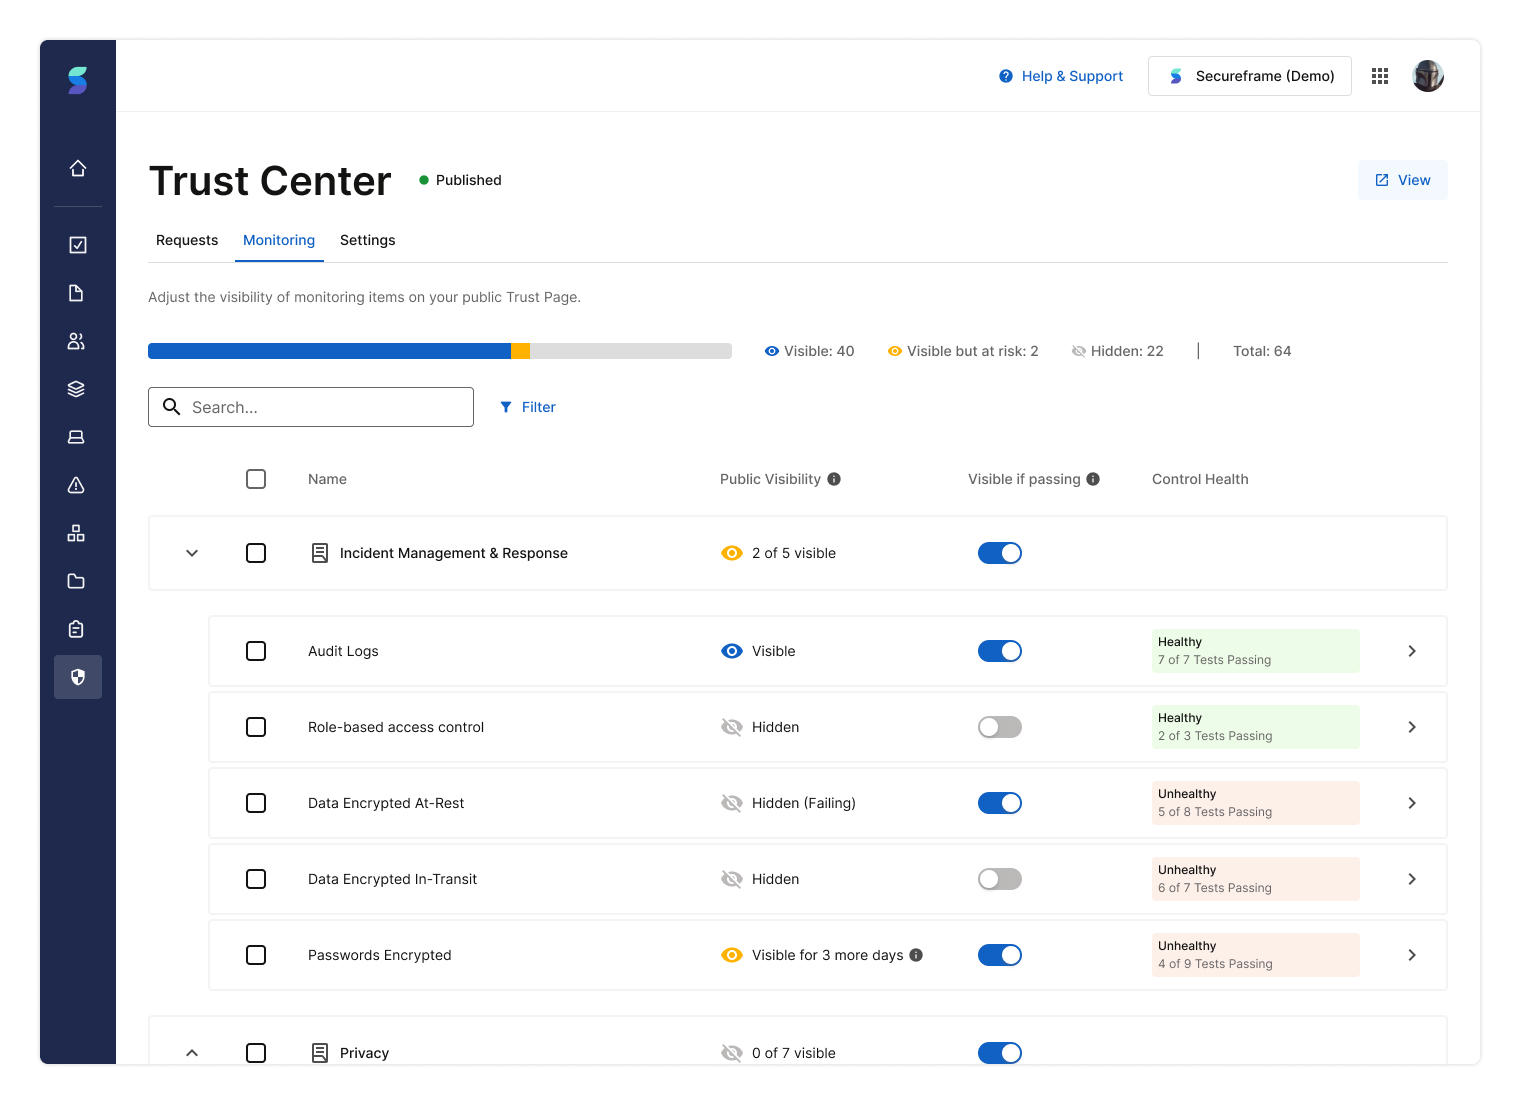 Help & Support
Secureframe (Demo)
Trust Center
Published
View
Requests
Monitoring
Settings
Adjust the visibility of monitoring items on your public Trust Page.
Visible: 40
Visible but at risk: 2
Hidden: 22
Total: 64
Search...
Filter
Name
Public Visibility
Visible if passing
Control Health
Incident Management & Response
2 of 5 visible
Audit Logs
Visible
Healthy
7 of 7 Tests Passing
Role-based access control
Hidden
Healthy
2 of 3 Tests Passing
Data Encrypted At-Rest
Hidden (Failing)
Unhealthy
5 of 8 Tests Passing
Data Encrypted In-Transit
Hidden
Unhealthy
6 of 7 Tests Passing
Passwords Encrypted
Visible for 3 more days
Unhealthy
4 of 9 Tests Passing
Privacy
0 of 7 visible